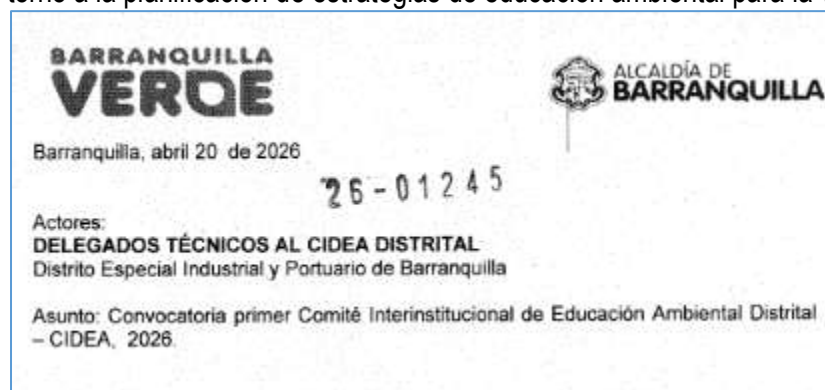 torno a la planificación de estrategias de educación ambiental para la
BARRANQUILLA
VERDE
ALCALDÍA DE
BARRANQUILLA
Barranquilla, abril 20 de 2026
26-01245
Actores:
DELEGADOS TÉCNICOS AL CIDEA DISTRITAL
Distrito Especial Industrial y Portuario de Barranquilla
Asunto: Convocatoria primer Comité Interinstitucional de Educación Ambiental Distrital
– CIDEA, 2026.